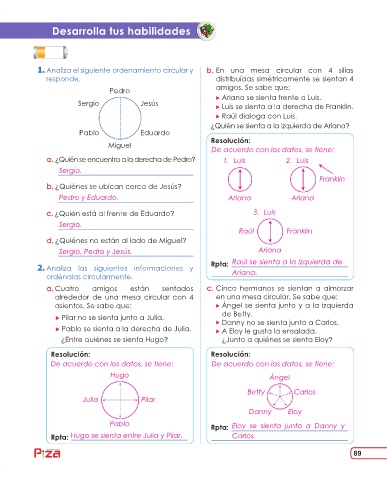 Desarrolla tus habilidades
1. Analiza el siguiente ordenamiento circular y
responde.
Pedro
Sergio
Jesús
Pablo
Eduardo
Miguel
a. ¿Quién se encuentra a la derecha de Pedro?
Sergio.
b. ¿Quiénes se ubican cerca de Jesús?
Pedro y Eduardo.
c. ¿Quién está al frente de Eduardo?
Sergio.
d. ¿Quiénes no están al lado de Miguel?
Sergio, Pedro y Jesús.
2. Analiza las siguientes informaciones y
ordénalas circularmente.
a. Cuatro amigos están sentados
alrededor de una mesa circular con 4
asientos. Se sabe que:
Pilar no se sienta junto a Julia.
Pablo se sienta a la derecha de Julia.
¿Entre quiénes se sienta Hugo?
Resolución:
De acuerdo con los datos, se tiene:
Hugo
Julia
Pilar
Pablo
Rpta: Hugo se sienta entre Julia y Pilar.
b. En una mesa circular con 4 sillas
distribuidas simétricamente se sientan 4
amigos. Se sabe que:
Ariana se sienta frente a Luis.
Luis se sienta a la derecha de Franklin.
Raúl dialoga con Luis.
¿Quién se sienta a la izquierda de Ariana?
Resolución:
De acuerdo con los datos, se tiene:
1. Luis
2. Luis
Franklin
Ariana
Ariana
3. Luis
Raúl
Franklin
Ariana
Rpta: Raúl se sienta a la izquierda de
Ariana.
c. Cinco hermanos se sientan a almorzar
en una mesa circular. Se sabe que:
Ángel se sienta junto y a la izquierda
de Betty.
Danny no se sienta junto a Carlos.
A Eloy le gusta la ensalada.
¿Junto a quiénes se sienta Eloy?
Resolución:
De acuerdo con los datos, se tiene:
Ángel
Betty
Carlos
Danny
Eloy
Rpta: Eloy se sienta junto a Danny y
Carlos.
89